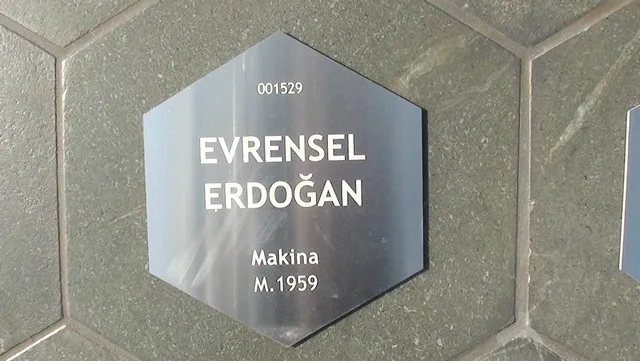 001529
EVRENSEL
ERDOĞAN
Makina
M.1959